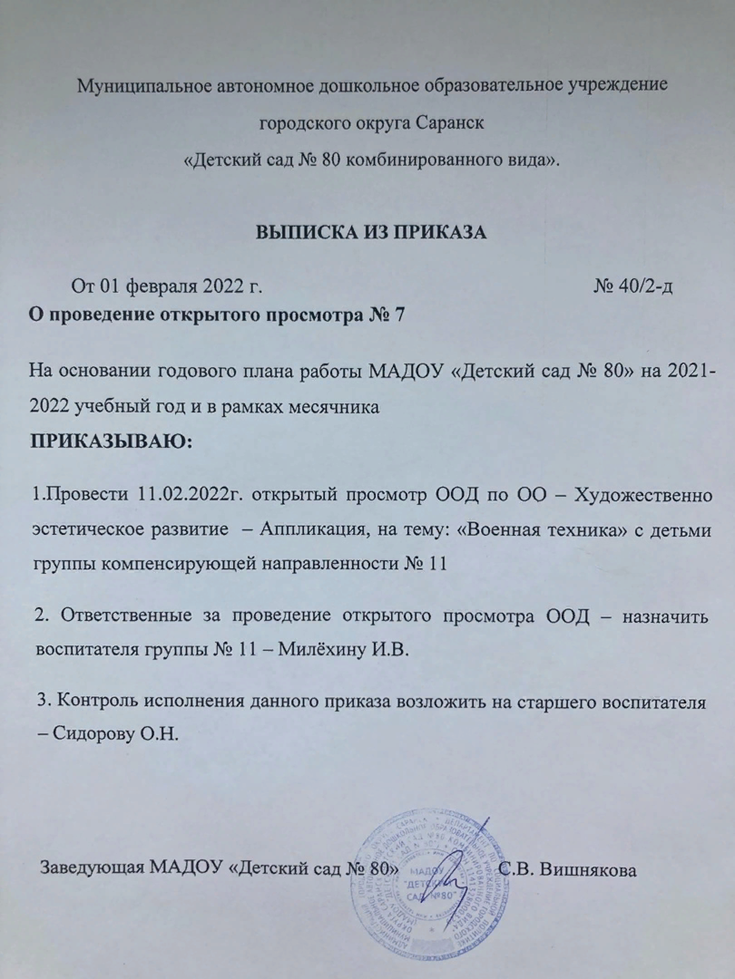 Муниципальное автономное дошкольное образовательное учреждение
городского округа Саранск
«Детский сад № 80 комбинированного вида».
ВЫПИСКА ИЗ ПРИКАЗА
От 01 февраля 2022 г. № 40/2-д
О проведение открытого просмотра № 7
На основании годового плана работы МАДОУ «Детский сад № 80» на 2021-
2022 учебный год и в рамках месячника
ПРИКАЗЫВАЮ:
1.Провести 11.02.2022г. открытый просмотр ООД по ОО – Художественно
эстетическое развитие – Аппликация, на тему: «Военная техника» с детьми
группы компенсирующей направленности № 11
2. Ответственные за проведение открытого просмотра ООД – назначить
воспитателя группы № 11 – Милёхину И.В.
3. Контроль исполнения данного приказа возложить на старшего воспитателя
– Сидорову О.Н.
Заведующая МАДОУ «Детский сад № 80» С.В. Вишнякова
МАДОУ
"ДЕТСКИЙ
САД №80"